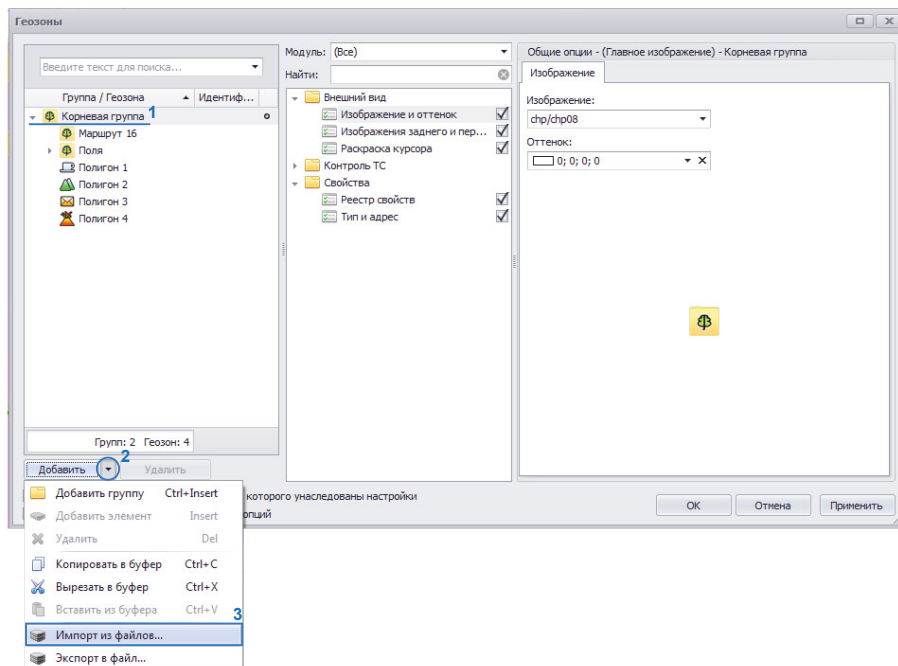 Геозоны
Введите текст для поиска...
Группа / Геозона Идентиф...
Корневая группа 1
Маршрут 16
Поля
Полигон 1
Полигон 2
Полигон 3
Полигон 4
Групп: 2 Геозон: 4
2
Добавить Удалить
Модуль: (Все)
Найти:
Внешний вид
Изображение и оттенок
Изображения заднего и пер...
Раскраска курсора
Контроль ТС
Свойства
Реестр свойств
Тип и адрес
Общие опции - (Главное изображение) - Корневая группа
Изображение
Изображение:
chp/chp08
Оттенок:
0; 0; 0; 0
которого унаследованы настройки
опций
ОК Отмена Применить
Добавить группу Ctrl+Insert
Добавить элемент Insert
Удалить Del
Копировать в буфер Ctrl+C
Вырезать в буфер Ctrl+X
Вставить из буфера Ctrl+V
3
Импорт из файлов...
Экспорт в файл...